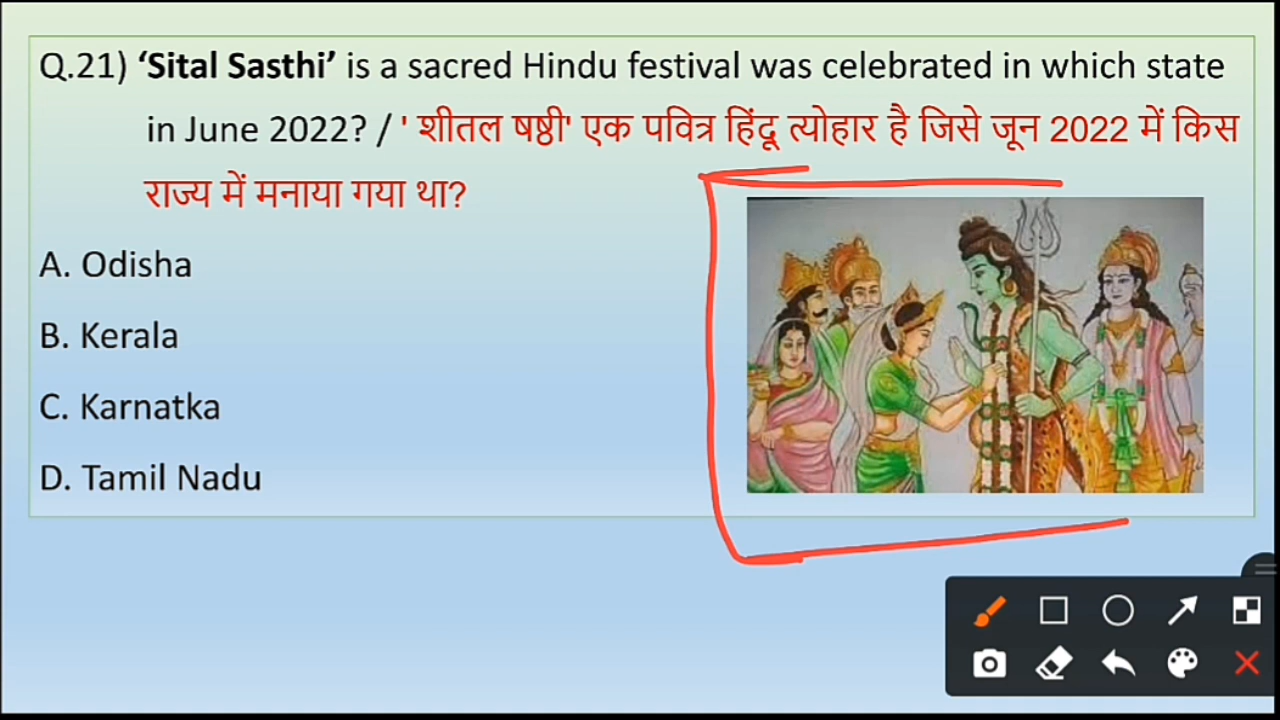 Q.21) ‘Sital Sasthi’ is a sacred Hindu festival was celebrated in which state
in June 2022? / ' शीतल षष्ठी' एक पवित्र हिंदू त्योहार है जिसे जून 2022 में किस
राज्य में मनाया गया था?
A. Odisha
B. Kerala
C. Karnatka
D. Tamil Nadu